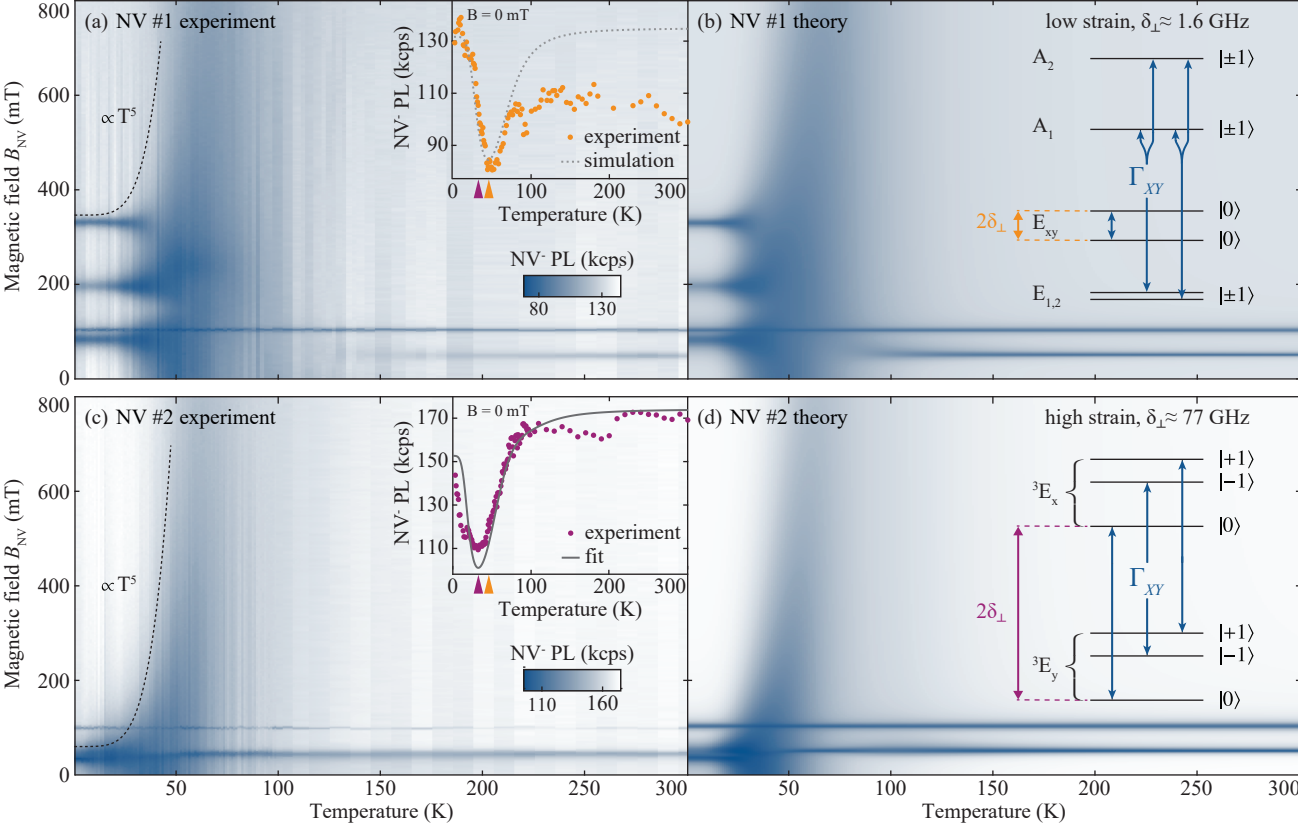 (a) NV #1 experiment
B = 0 mT
130
110
90
NV⁻ PL (kcps)
experiment
simulation
0
100
200
300
Temperature (K)
∝ T⁵
NV⁻ PL (kcps)
80
130
800
600
400
200
0
Magnetic field B_NV (mT)
(b) NV #1 theory
low strain, δ⊥≈ 1.6 GHz
A₂
|±1⟩
A₁
|±1⟩
Γ_XY
2δ⊥
E_xy
|0⟩
|0⟩
E₁,₂
|±1⟩
(c) NV #2 experiment
B = 0 mT
170
150
130
110
NV⁻ PL (kcps)
experiment
fit
0
100
200
300
Temperature (K)
∝ T⁵
NV⁻ PL (kcps)
110
160
800
600
400
200
0
Magnetic field B_NV (mT)
50
100
150
200
250
Temperature (K)
(d) NV #2 theory
high strain, δ⊥≈ 77 GHz
³E_x
|+1⟩
|−1⟩
|0⟩
Γ_XY
2δ⊥
³E_y
|+1⟩
|−1⟩
|0⟩
50
100
150
200
250
300
Temperature (K)